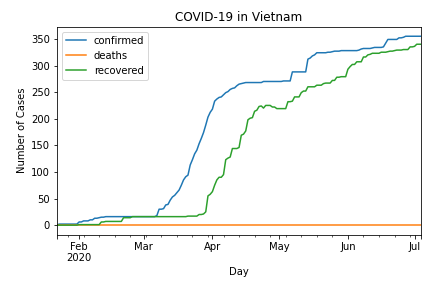 COVID-19 in Vietnam
confirmed
deaths
recovered
Number of Cases
350
300
250
200
150
100
50
0
Feb
2020
Mar
Apr
May
Jun
Jul
Day